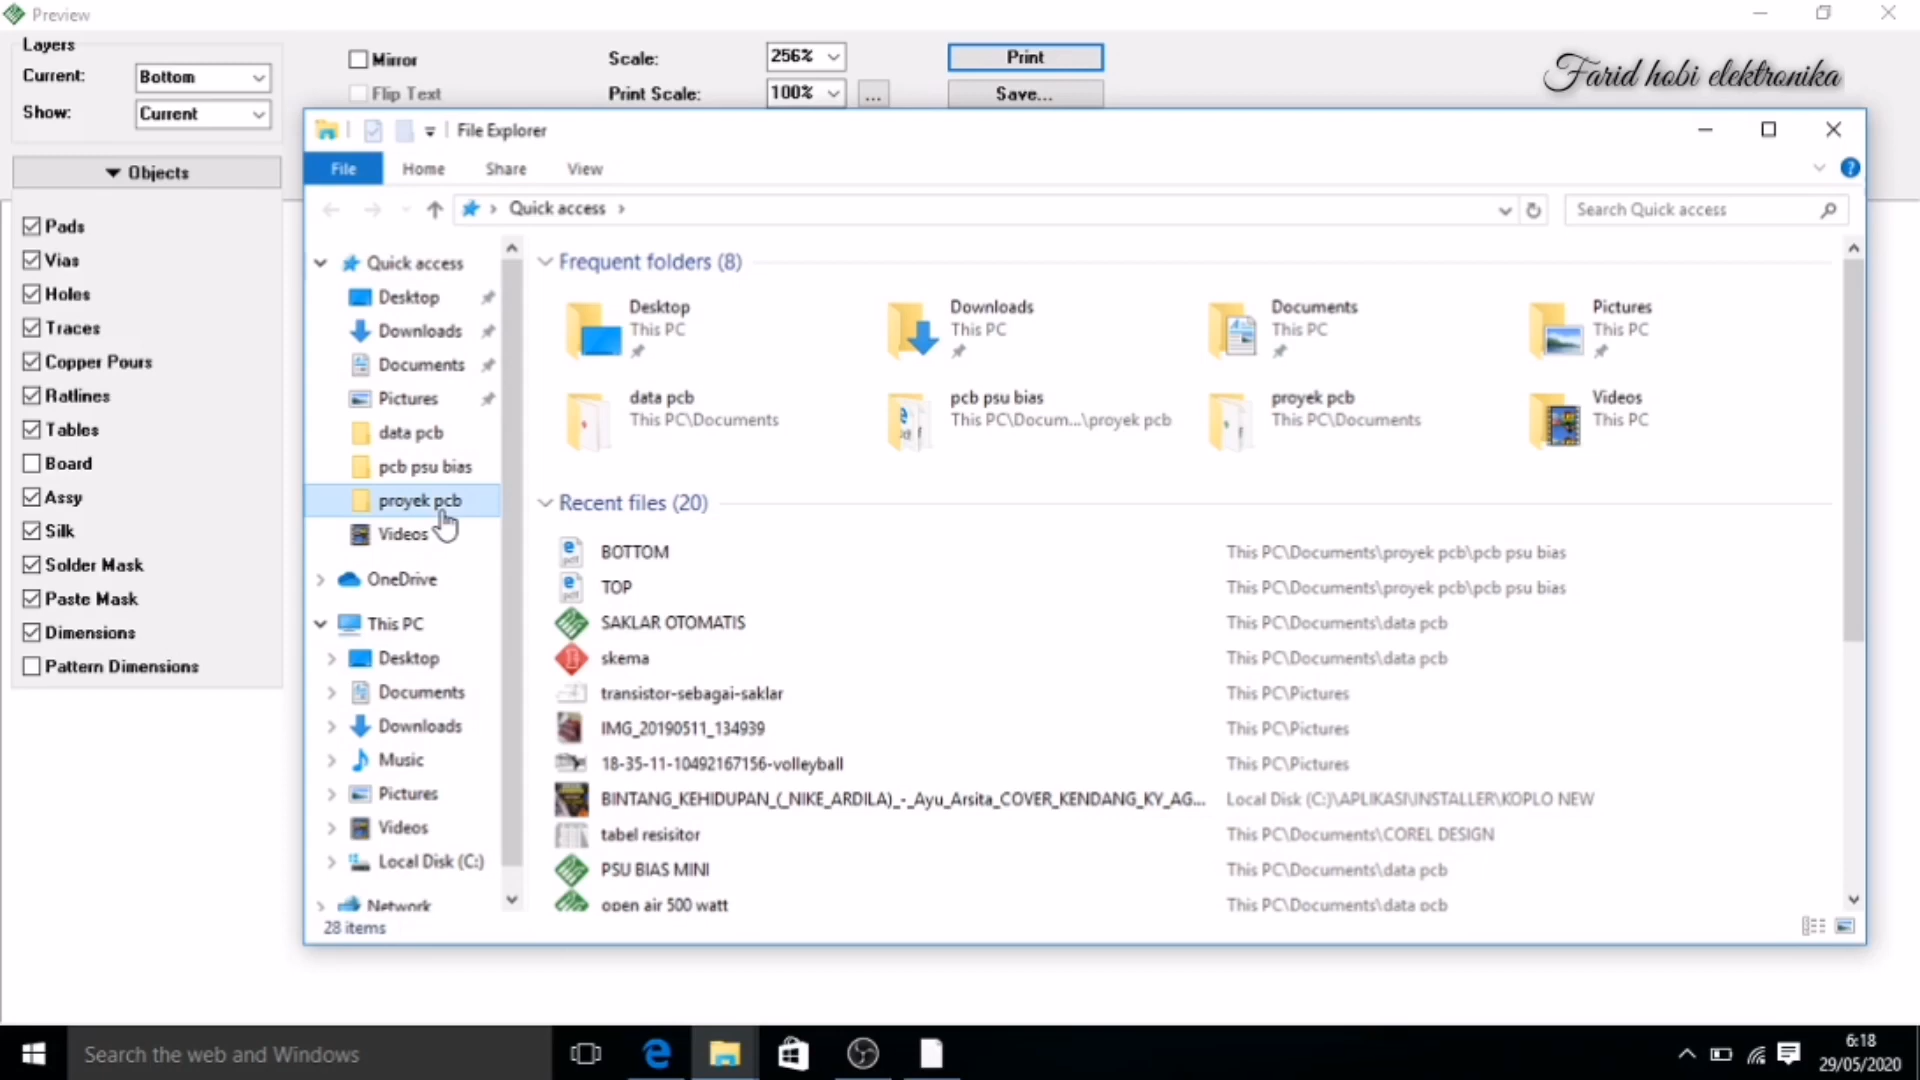 Preview
Layers
Current: Bottom
Show: Current
Mirror
Flip Text
Scale: 256%
Print Scale: 100% ...
Print
Save...
Farid hobi elektronika
Objects
Pads
Vias
Holes
Traces
Copper Pours
Ratlines
Tables
Board
Assy
Silk
Solder Mask
Paste Mask
Dimensions
Pattern Dimensions
File Explorer
File Home Share View
Quick access
Search Quick access
Quick access
Desktop
Downloads
Documents
Pictures
data pcb
pcb psu bias
proyek pcb
Videos
OneDrive
This PC
Desktop
Documents
Downloads
Music
Pictures
Videos
Local Disk (C:)
Network
28 items
Frequent folders (8)
Desktop
This PC
Downloads
This PC
Documents
This PC
Pictures
This PC
data pcb
This PC\Documents
pcb psu bias
This PC\Docum...\proyek pcb
proyek pcb
This PC\Documents
Videos
This PC
Recent files (20)
BOTTOM This PC\Documents\proyek pcb\pcb psu bias
TOP This PC\Documents\proyek pcb\pcb psu bias
SAKLAR OTOMATIS This PC\Documents\data pcb
skema This PC\Documents\data pcb
transistor-sebagai-saklar This PC\Pictures
IMG_20190511_134939 This PC\Pictures
18-35-11-10492167156-volleyball This PC\Pictures
BINTANG_KEHIDUPAN_(_NIKE_ARDILA)_-_Ayu_Arsita_COVER_KENDANG_KY_AG... Local Disk (C:)\APLIKASI\INSTALLER\KOPLO NEW
tabel resisitor This PC\Documents\COREL DESIGN
PSU BIAS MINI This PC\Documents\data pcb
open air 500 watt This PC\Documents\data pcb
Search the web and Windows
6:18
29/05/2020